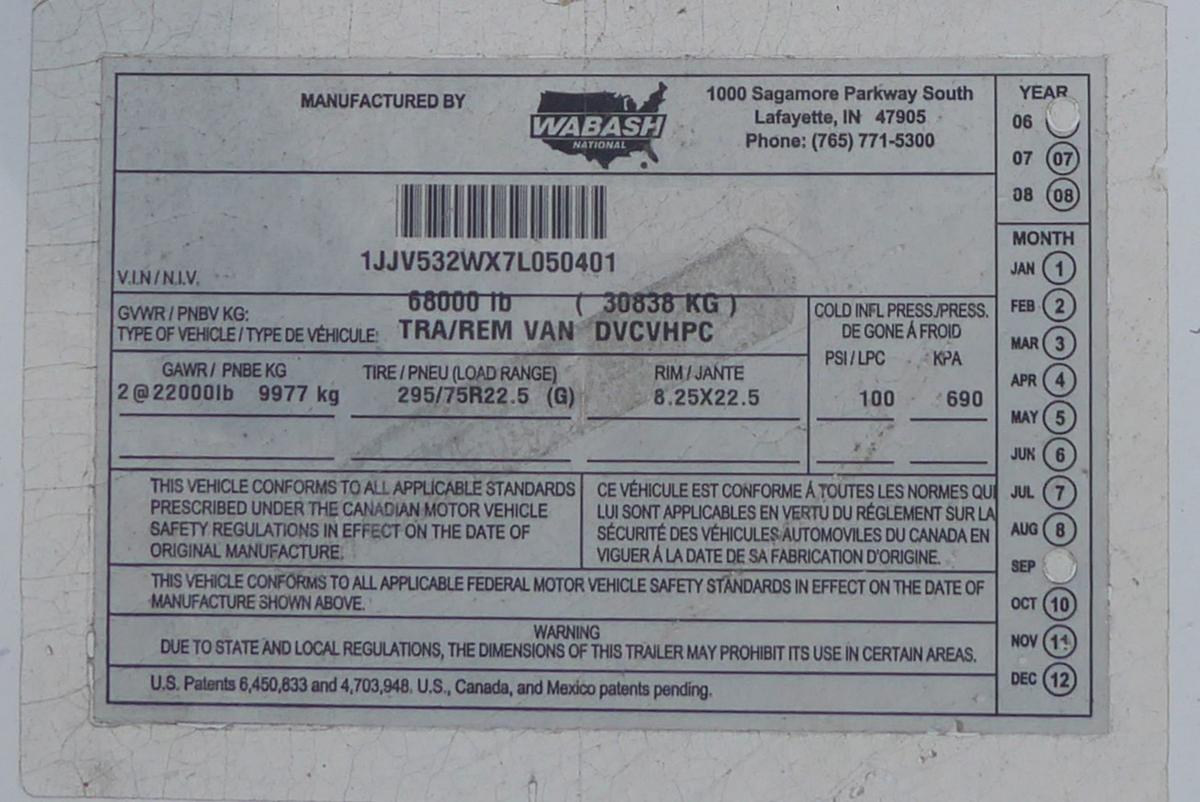 MANUFACTURED BY
WABASH
NATIONAL
1000 Sagamore Parkway South
Lafayette, IN 47905
Phone: (765) 771-5300
YEAR
06
07 07
08 08
1JJV532WX7L050401
V.I.N / N.I.V.
MONTH
JAN 1
FEB 2
MAR 3
APR 4
MAY 5
JUN 6
JUL 7
AUG 8
SEP
OCT 10
NOV 11
DEC 12
GVWR / PNBV KG: 68000 lb ( 30838 KG )
TYPE OF VEHICLE / TYPE DE VÉHICULE: TRA/REM VAN DVCVHPC
COLD INFL PRESS/PRESS.
DE GONE Á FROID
PSI / LPC KPA
100 690
GAWR / PNBE KG TIRE / PNEU (LOAD RANGE) RIM / JANTE
2@22000lb 9977 kg 295/75R22.5 (G) 8.25X22.5
THIS VEHICLE CONFORMS TO ALL APPLICABLE STANDARDS
PRESCRIBED UNDER THE CANADIAN MOTOR VEHICLE
SAFETY REGULATIONS IN EFFECT ON THE DATE OF
ORIGINAL MANUFACTURE.
CE VÉHICULE EST CONFORME Á TOUTES LES NORMES QUI
LUI SONT APPLICABLES EN VERTU DU RÉGLEMENT SUR LA
SÉCURITÉ DES VÉHICULES AUTOMOVILES DU CANADA EN
VIGUER Á LA DATE DE SA FABRICATION D'ORIGINE.
THIS VEHICLE CONFORMS TO ALL APPLICABLE FEDERAL MOTOR VEHICLE SAFETY STANDARDS IN EFFECT ON THE DATE OF
MANUFACTURE SHOWN ABOVE.
WARNING
DUE TO STATE AND LOCAL REGULATIONS, THE DIMENSIONS OF THIS TRAILER MAY PROHIBIT ITS USE IN CERTAIN AREAS.
U.S. Patents 6,450,833 and 4,703,948. U.S., Canada, and Mexico patents pending.